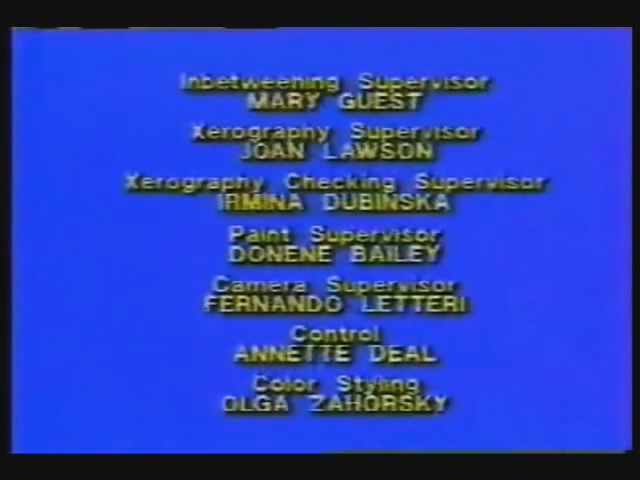 Inbetweening Supervisor
MARY GUEST
Xerography Supervisor
JOAN LAWSON
Xerography Checking Supervisor
IRMINA DUBINSKA
Paint Supervisor
DONENE BAILEY
Camera Supervisor
FERNANDO LETTERI
Control
ANNETTE DEAL
Color Styling
OLGA ZAHORSKY